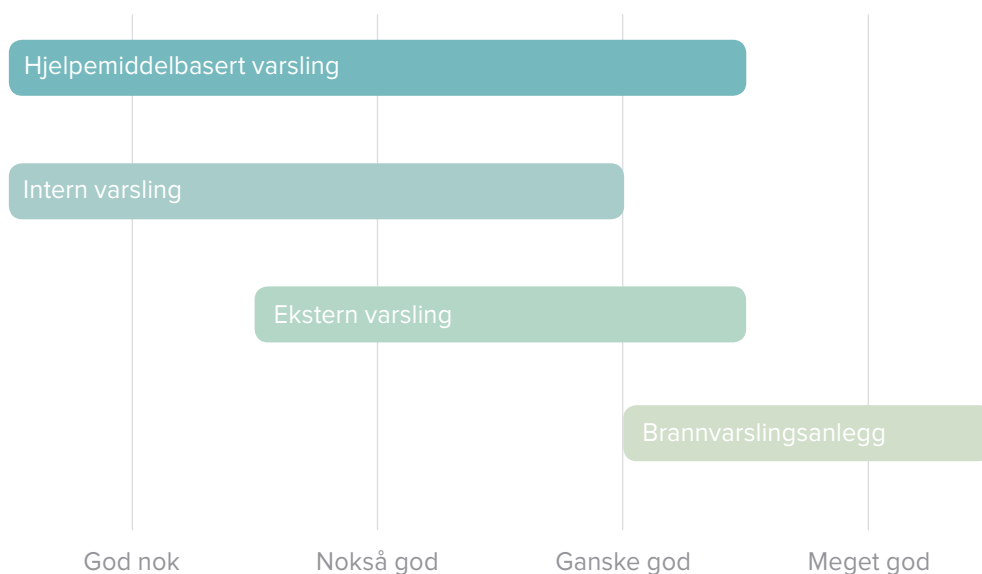 Hjelpemiddelbasert varsling
Intern varsling
Ekstern varsling
Brannvarslingsanlegg
God nok
Nokså god
Ganske god
Meget god